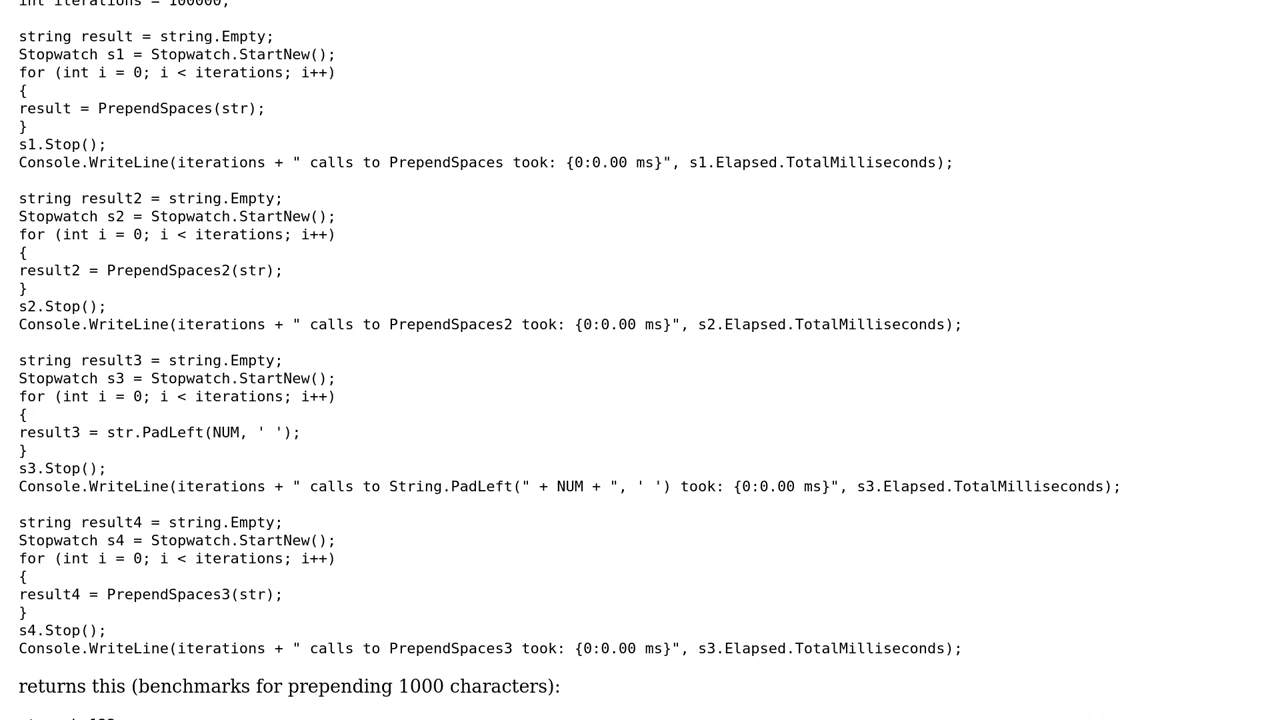 int iterations = 100000;
string result = string.Empty;
Stopwatch s1 = Stopwatch.StartNew();
for (int i = 0; i < iterations; i++)
{
result = PrependSpaces(str);
}
s1.Stop();
Console.WriteLine(iterations + " calls to PrependSpaces took: {0:0.00 ms}", s1.Elapsed.TotalMilliseconds);
string result2 = string.Empty;
Stopwatch s2 = Stopwatch.StartNew();
for (int i = 0; i < iterations; i++)
{
result2 = PrependSpaces2(str);
}
s2.Stop();
Console.WriteLine(iterations + " calls to PrependSpaces2 took: {0:0.00 ms}", s2.Elapsed.TotalMilliseconds);
string result3 = string.Empty;
Stopwatch s3 = Stopwatch.StartNew();
for (int i = 0; i < iterations; i++)
{
result3 = str.PadLeft(NUM, ' ');
}
s3.Stop();
Console.WriteLine(iterations + " calls to String.PadLeft(" + NUM + ", ' ') took: {0:0.00 ms}", s3.Elapsed.TotalMilliseconds);
string result4 = string.Empty;
Stopwatch s4 = Stopwatch.StartNew();
for (int i = 0; i < iterations; i++)
{
result4 = PrependSpaces3(str);
}
s4.Stop();
Console.WriteLine(iterations + " calls to PrependSpaces3 took: {0:0.00 ms}", s3.Elapsed.TotalMilliseconds);
returns this (benchmarks for prepending 1000 characters):